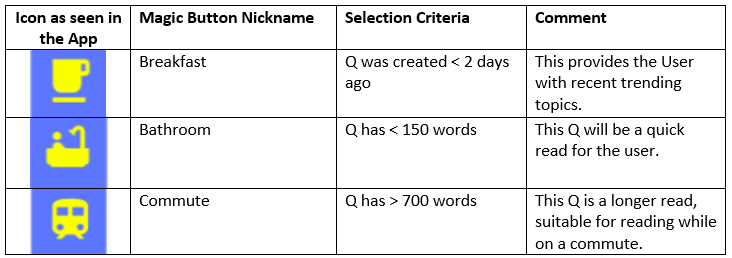 Icon as seen in
the App
Magic Button Nickname
Selection Criteria
Comment
Breakfast
Q was created < 2 days
ago
This provides the User
with recent trending
topics.
Bathroom
Q has < 150 words
This Q will be a quick
read for the user.
Commute
Q has > 700 words
This Q is a longer read,
suitable for reading while
on a commute.